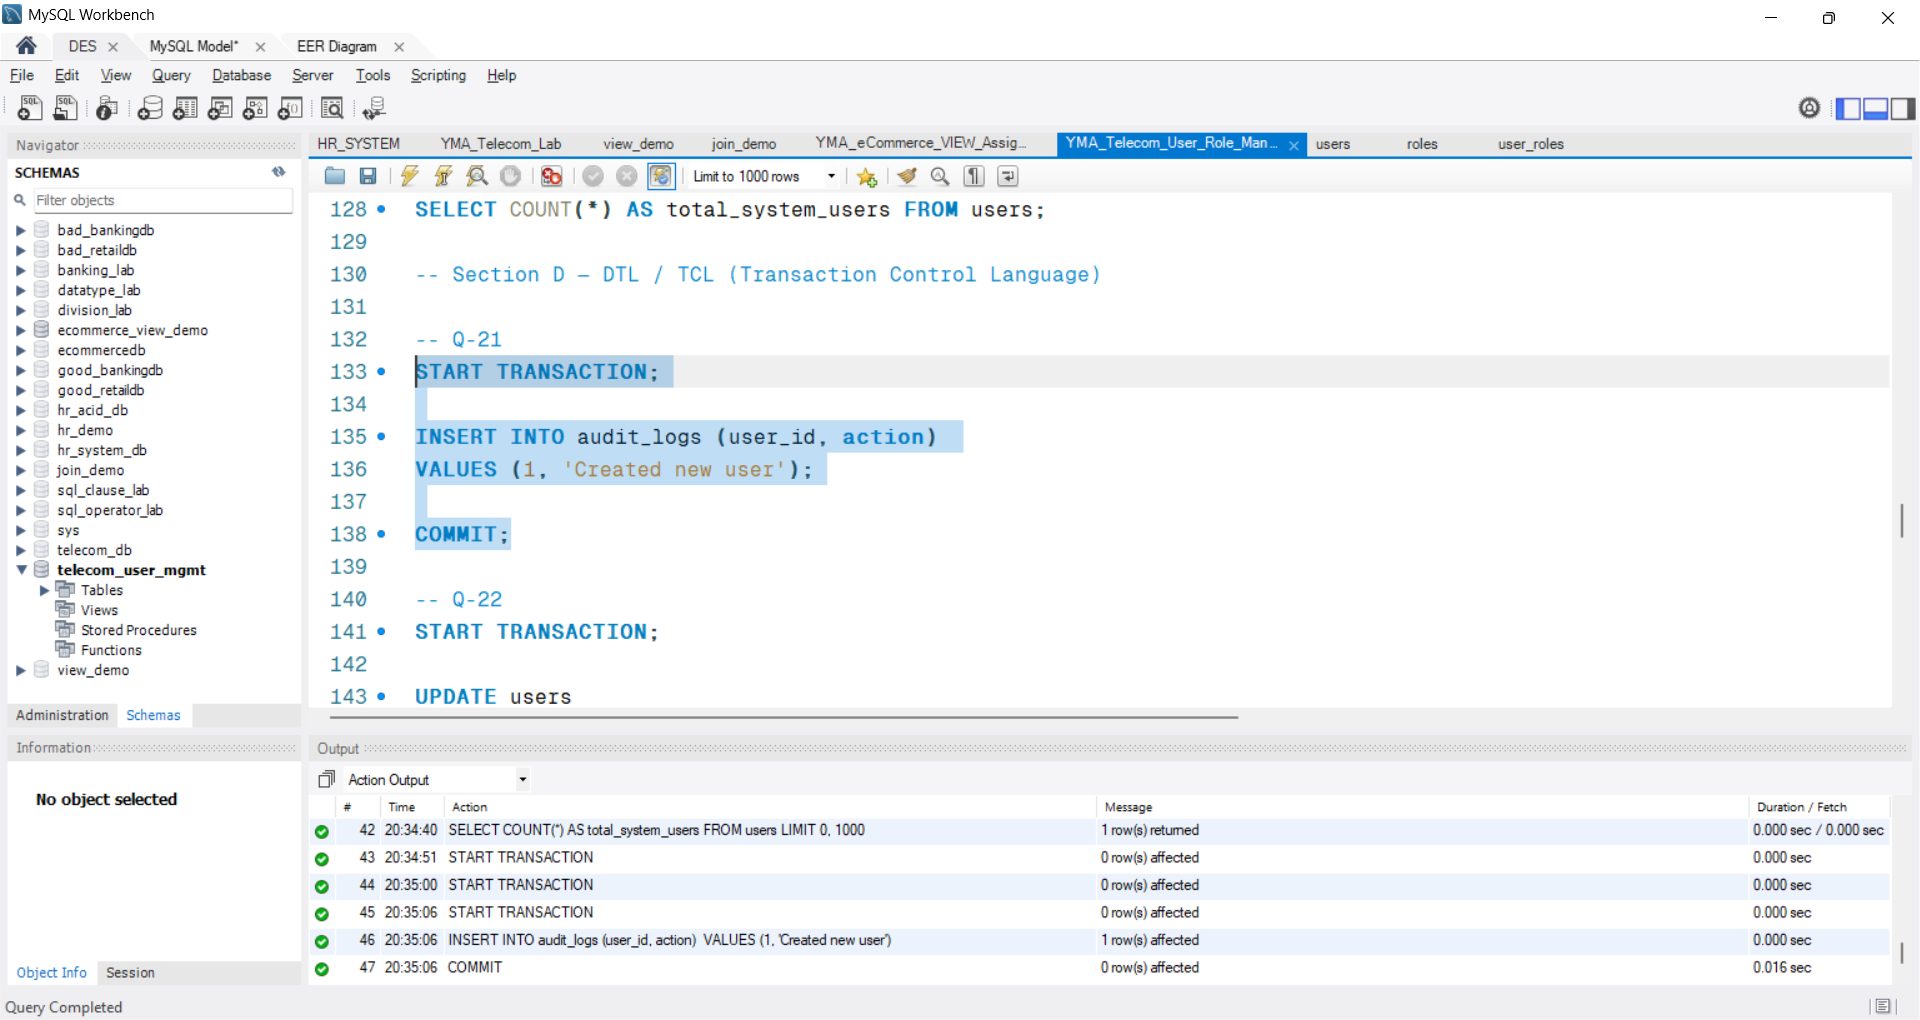 MySQL Workbench
DES
MySQL Model*
EER Diagram
File Edit View Query Database Server Tools Scripting Help
Navigator
SCHEMAS
Filter objects
bad_bankingdb
bad_retaildb
banking_lab
datatype_lab
division_lab
ecommerce_view_demo
ecommercedb
good_bankingdb
good_retaildb
hr_acid_db
hr_demo
hr_system_db
join_demo
sql_clause_lab
sql_operator_lab
sys
telecom_db
telecom_user_mgmt
Tables
Views
Stored Procedures
Functions
view_demo
Administration Schemas
Information
No object selected
Object Info Session
HR_SYSTEM YMA_Telecom_Lab view_demo join_demo YMA_eCommerce_VIEW_Assig... YMA_Telecom_User_Role_Man... users roles user_roles
Limit to 1000 rows
128 SELECT COUNT(*) AS total_system_users FROM users;
129
130 -- Section D – DTL / TCL (Transaction Control Language)
131
132 -- Q-21
133 START TRANSACTION;
134
135 INSERT INTO audit_logs (user_id, action)
136 VALUES (1, 'Created new user');
137
138 COMMIT;
139
140 -- Q-22
141 START TRANSACTION;
142
143 UPDATE users
Output
Action Output
# Time Action Message Duration / Fetch
42 20:34:40 SELECT COUNT(*) AS total_system_users FROM users LIMIT 0, 1000 1 row(s) returned 0.000 sec / 0.000 sec
43 20:34:51 START TRANSACTION 0 row(s) affected 0.000 sec
44 20:35:00 START TRANSACTION 0 row(s) affected 0.000 sec
45 20:35:06 START TRANSACTION 0 row(s) affected 0.000 sec
46 20:35:06 INSERT INTO audit_logs (user_id, action) VALUES (1, 'Created new user') 1 row(s) affected 0.000 sec
47 20:35:06 COMMIT 0 row(s) affected 0.016 sec
Query Completed